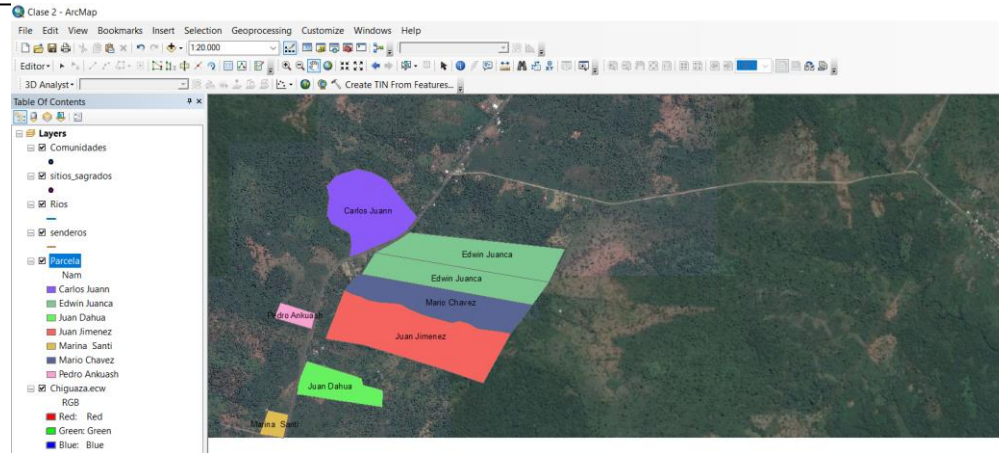 Clase 2 - ArcMap
File Edit View Bookmarks Insert Selection Geoprocessing Customize Windows Help
1:20.000
Editor
3D Analyst Create TIN From Features...
Table Of Contents
Layers
Comunidades
sitios_sagrados
Rios
senderos
Parcela
Nam
Carlos Juann
Edwin Juanca
Juan Dahua
Juan Jimenez
Marina Santi
Mario Chavez
Pedro Ankuash
Chiguaza.ecw
RGB
Red: Red
Green: Green
Blue: Blue
Carlos Juann
Edwin Juanca
Edwin Juanca
Mario Chavez
Pedro Ankuash
Juan Jimenez
Juan Dahua
Marina Santi